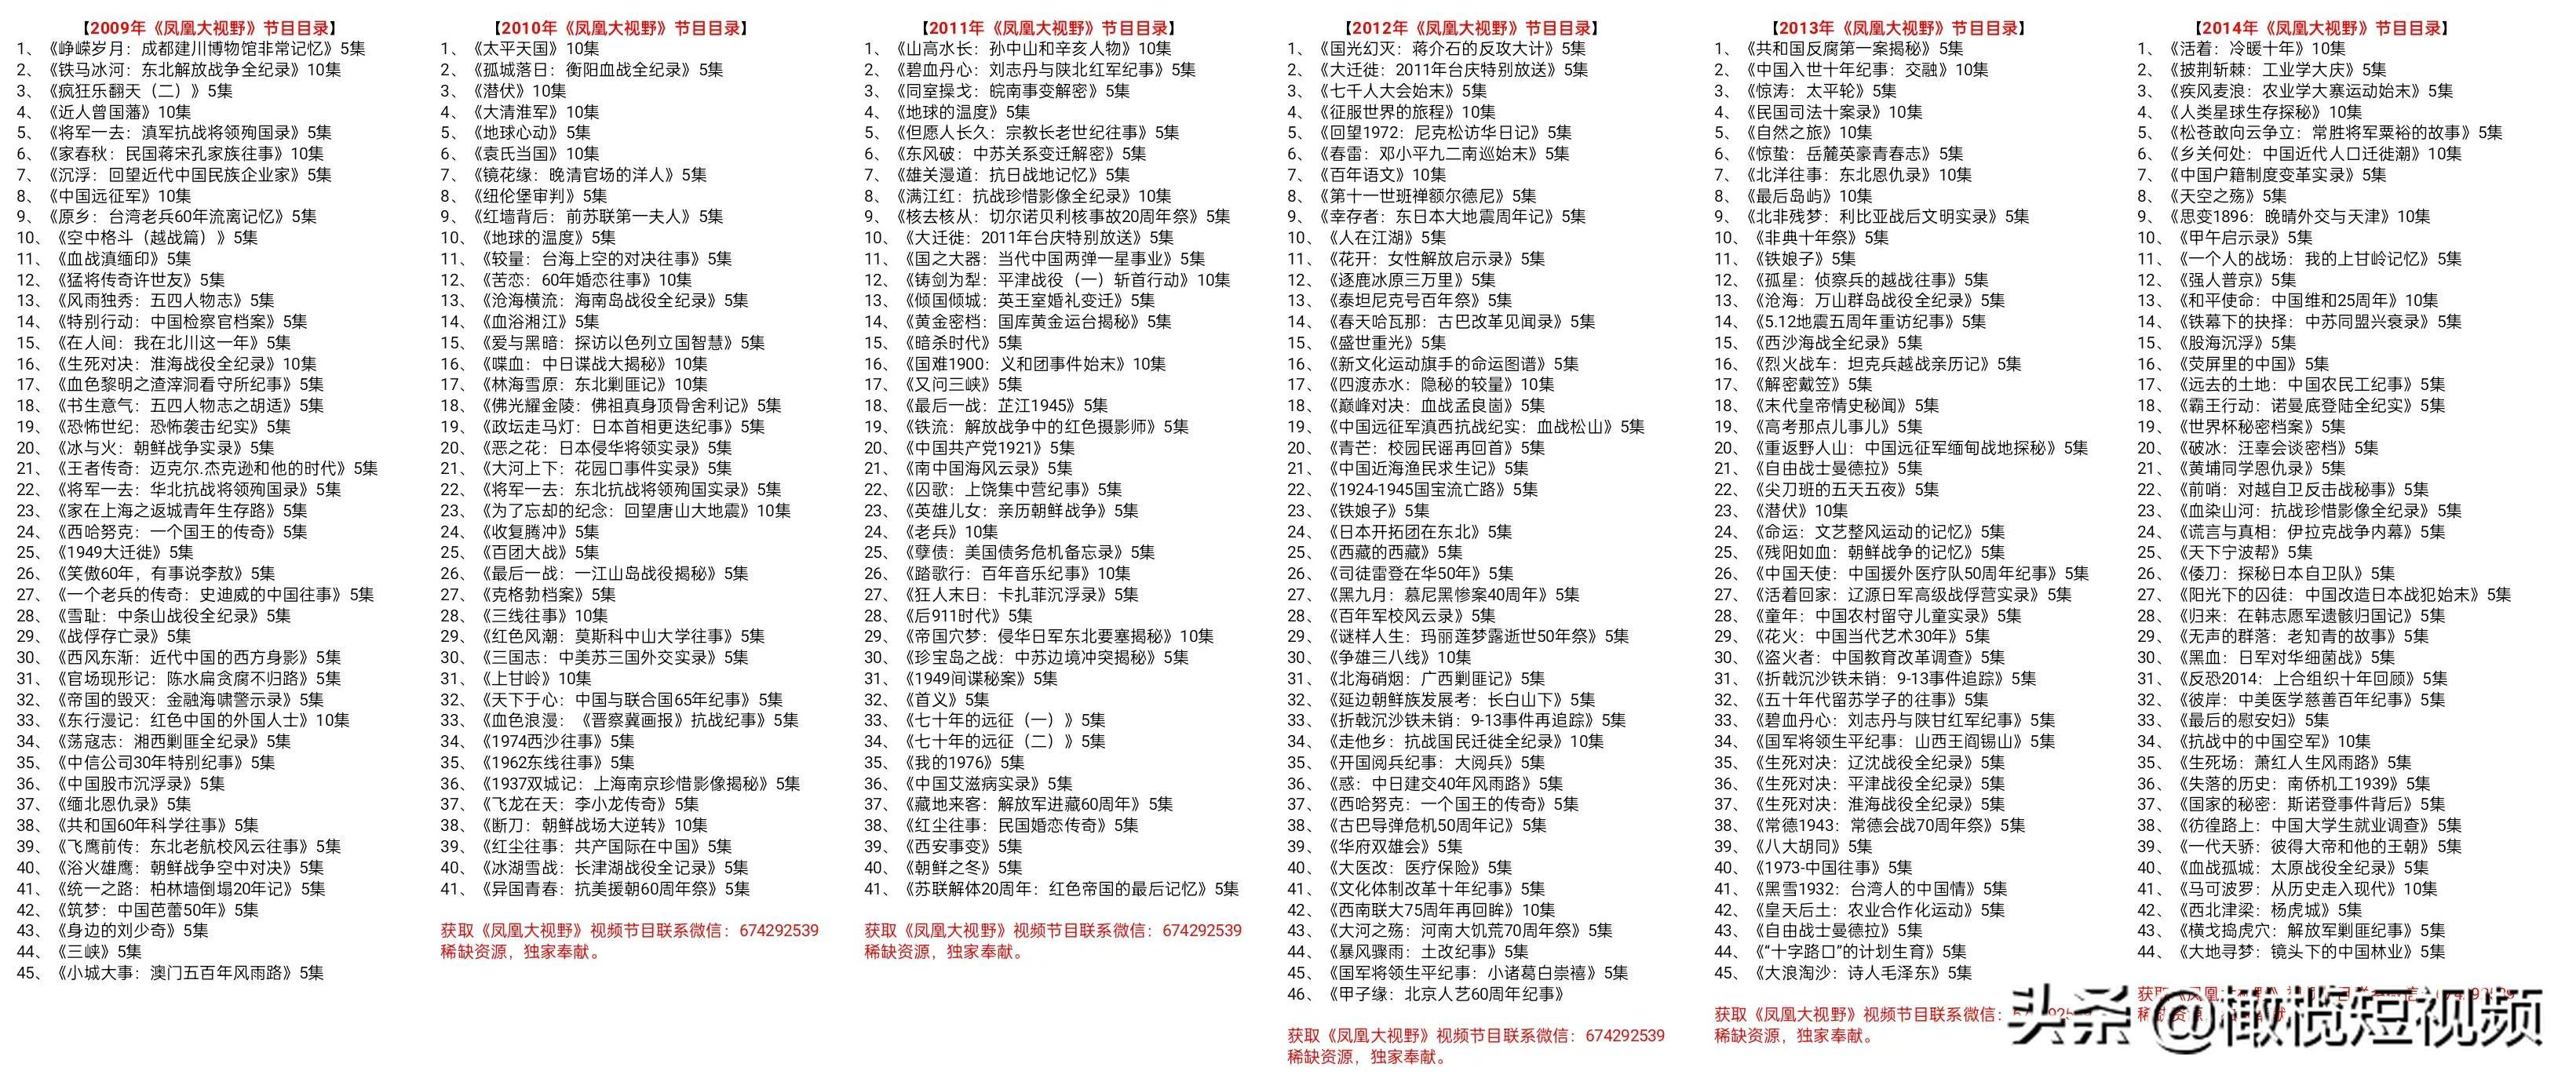 【2009年《凤凰大视野》节目目录】
1、《峥嵘岁月：成都建川博物馆非常记忆》5集
2、《铁马冰河：东北解放战争全纪录》10集
3、《疯狂乐翻天（二）》5集
4、《近人曾国藩》10集
5、《将军一去：滇军抗战将领殉国录》5集
6、《家春秋：民国蒋宋孔家族往事》10集
7、《沉浮：回望近代中国民族企业家》5集
8、《中国远征军》10集
9、《原乡：台湾老兵60年流离记忆》5集
10、《空中格斗（越战篇）》5集
11、《血战滇缅印》5集
12、《猛将传奇许世友》5集
13、《风雨独秀：五四人物志》5集
14、《特别行动：中国检察官档案》5集
15、《在人间：我在北川这一年》5集
16、《生死对决：淮海战役全纪录》10集
17、《血色黎明之渣滓洞看守所纪事》5集
18、《书生意气：五四人物志之胡适》5集
19、《恐怖世纪：恐怖袭击纪实》5集
20、《冰与火：朝鲜战争实录》5集
21、《王者传奇：迈克尔.杰克逊和他的时代》5集
22、《将军一去：华北抗战将领殉国录》5集
23、《家在上海之返城青年生存路》5集
24、《西哈努克：一个国王的传奇》5集
25、《1949大迁徙》5集
26、《笑傲60年，有事说李敖》5集
27、《一个老兵的传奇：史迪威的中国往事》5集
28、《雪耻：中条山战役全纪录》5集
29、《战俘存亡录》5集
30、《西风东渐：近代中国的西方身影》5集
31、《官场现形记：陈水扁贪腐不归路》5集
32、《帝国的毁灭：金融海啸警示录》5集
33、《东行漫记：红色中国的外国人士》10集
34、《荡寇志：湘西剿匪全纪录》5集
35、《中信公司30年特别纪事》5集
36、《中国股市沉浮录》5集
37、《缅北恩仇录》5集
38、《共和国60年科学往事》5集
39、《飞鹰前传：东北老航校风云往事》5集
40、《浴火雄鹰：朝鲜战争空中对决》5集
41、《统一之路：柏林墙倒塌20年记》5集
42、《筑梦：中国芭蕾50年》5集
43、《身边的刘少奇》5集
44、《三峡》5集
45、《小城大事：澳门五百年风雨路》5集
【2010年《凤凰大视野》节目目录】
1、《太平天国》10集
2、《孤城落日：衡阳血战全纪录》5集
3、《潜伏》10集
4、《大清淮军》10集
5、《地球心动》5集
6、《袁氏当国》10集
7、《镜花缘：晚清官场的洋人》5集
8、《纽伦堡审判》5集
9、《红墙背后：前苏联第一夫人》5集
10、《地球的温度》5集
11、《较量：台海上空的对决往事》5集
12、《苦恋：60年婚恋往事》10集
13、《沧海横流：海南岛战役全纪录》5集
14、《血浴湘江》5集
15、《爱与黑暗：探访以色列立国智慧》5集
16、《喋血：中日谍战大揭秘》10集
17、《林海雪原：东北剿匪记》10集
18、《佛光耀金陵：佛祖真身顶骨舍利记》5集
19、《政坛走马灯：日本首相更迭纪事》5集
20、《恶之花：日本侵华将领实录》5集
21、《大河上下：花园口事件实录》5集
22、《将军一去：东北抗战将领殉国实录》5集
23、《为了忘却的纪念：回望唐山大地震》10集
24、《收复腾冲》5集
25、《百团大战》5集
26、《最后一战：一江山岛战役揭秘》5集
27、《克格勃档案》5集
28、《三线往事》10集
29、《红色风潮：莫斯科中山大学往事》5集
30、《三国志：中美苏三国外交实录》5集
31、《上甘岭》10集
32、《天下于心：中国与联合国65年纪事》5集
33、《血色浪漫：《晋察冀画报》抗战纪事》5集
34、《1974西沙往事》5集
35、《1962东线往事》5集
36、《1937双城记：上海南京珍惜影像揭秘》5集
37、《飞龙在天：李小龙传奇》5集
38、《断刀：朝鲜战场大逆转》10集
39、《红尘往事：共产国际在中国》5集
40、《冰湖雪战：长津湖战役全记录》5集
41、《异国青春：抗美援朝60周年祭》5集
获取《凤凰大视野》视频节目联系微信：674292539
稀缺资源，独家奉献。
【2011年《凤凰大视野》节目目录】
1、《山高水长：孙中山和辛亥人物》10集
2、《碧血丹心：刘志丹与陕北红军纪事》5集
3、《同室操戈：皖南事变解密》5集
4、《地球的温度》5集
5、《但愿人长久：宗教长老世纪往事》5集
6、《东风破：中苏关系变迁解密》5集
7、《雄关漫道：抗日战地记忆》5集
8、《满江红：抗战珍惜影像全纪录》10集
9、《核去核从：切尔诺贝利核事故20周年祭》5集
10、《大迁徙：2011年台庆特别放送》5集
11、《国之大器：当代中国两弹一星事业》5集
12、《铸剑为犁：平津战役（一）斩首行动》10集
13、《倾国倾城：英王室婚礼变迁》5集
14、《黄金密档：国库黄金运台揭秘》5集
15、《暗杀时代》5集
16、《国难1900：义和团事件始末》10集
17、《又问三峡》5集
18、《最后一战：芷江1945》5集
19、《铁流：解放战争中的红色摄影师》5集
20、《中国共产党1921》5集
21、《南中国海风云录》5集
22、《囚歌：上饶集中营纪事》5集
23、《英雄儿女：亲历朝鲜战争》5集
24、《老兵》10集
25、《孽债：美国债务危机备忘录》5集
26、《踏歌行：百年音乐纪事》10集
27、《狂人末日：卡扎菲沉浮录》5集
28、《后911时代》5集
29、《帝国穴梦：侵华日军东北要塞揭秘》10集
30、《珍宝岛之战：中苏边境冲突揭秘》5集
31、《1949间谍秘案》5集
32、《首义》5集
33、《七十年的远征（一）》5集
34、《七十年的远征（二）》5集
35、《我的1976》5集
36、《中国艾滋病实录》5集
37、《藏地来客：解放军进藏60周年》5集
38、《红尘往事：民国婚恋传奇》5集
39、《西安事变》5集
40、《朝鲜之冬》5集
41、《苏联解体20周年：红色帝国的最后记忆》5集
获取《凤凰大视野》视频节目联系微信：674292539
稀缺资源，独家奉献。
【2012年《凤凰大视野》节目目录】
1、《国光幻灭：蒋介石的反攻大计》5集
2、《大迁徙：2011年台庆特别放送》5集
3、《七千人大会始末》5集
4、《征服世界的旅程》10集
5、《回望1972：尼克松访华日记》5集
6、《春雷：邓小平九二南巡始末》5集
7、《百年语文》10集
8、《第十一世班禅额尔德尼》5集
9、《幸存者：东日本大地震周年记》5集
10、《人在江湖》5集
11、《花开：女性解放启示录》5集
12、《逐鹿冰原三万里》5集
13、《泰坦尼克号百年祭》5集
14、《春天哈瓦那：古巴改革见闻录》5集
15、《盛世重光》5集
16、《新文化运动旗手的命运图谱》5集
17、《四渡赤水：隐秘的较量》10集
18、《巅峰对决：血战孟良崮》5集
19、《中国远征军滇西抗战纪实：血战松山》5集
20、《青芒：校园民谣再回首》5集
21、《中国近海渔民求生记》5集
22、《1924-1945国宝流亡路》5集
23、《铁娘子》5集
24、《日本开拓团在东北》5集
25、《西藏的西藏》5集
26、《司徒雷登在华50年》5集
27、《黑九月：慕尼黑惨案40周年》5集
28、《百年军校风云录》5集
29、《谜样人生：玛丽莲梦露逝世50年祭》5集
30、《争雄三八线》10集
31、《北海硝烟：广西剿匪记》5集
32、《延边朝鲜族发展考：长白山下》5集
33、《折戟沉沙铁未销：9-13事件再追踪》5集
34、《走他乡：抗战国民迁徙全纪录》10集
35、《开国阅兵纪事：大阅兵》5集
36、《惑：中日建交40年风雨路》5集
37、《西哈努克：一个国王的传奇》5集
38、《古巴导弹危机50周年记》5集
39、《华府双雄会》5集
40、《大医改：医疗保险》5集
41、《文化体制改革十年纪事》5集
42、《西南联大75周年再回眸》10集
43、《大河之殇：河南大饥荒70周年祭》5集
44、《暴风骤雨：土改纪事》5集
45、《国军将领生平纪事：小诸葛白崇禧》5集
46、《甲子缘：北京人艺60周年纪事》
获取《凤凰大视野》视频节目联系微信：674292539
稀缺资源，独家奉献。
【2013年《凤凰大视野》节目目录】
1、《共和国反腐第一案揭秘》5集
2、《中国入世十年纪事：交融》10集
3、《惊涛：太平轮》5集
4、《民国司法十案录》10集
5、《自然之旅》10集
6、《惊蛰：岳麓英豪青春志》5集
7、《北洋往事：东北恩仇录》10集
8、《最后岛屿》10集
9、《北非残梦：利比亚战后文明实录》5集
10、《非典十年祭》5集
11、《铁娘子》5集
12、《孤星：侦察兵的越战往事》5集
13、《沧海：万山群岛战役全纪录》5集
14、《5.12地震五周年重访纪事》5集
15、《西沙海战全纪录》5集
16、《烈火战车：坦克兵越战亲历记》5集
17、《解密戴笠》5集
18、《末代皇帝情史秘闻》5集
19、《高考那点儿事儿》5集
20、《重返野人山：中国远征军缅甸战地探秘》5集
21、《自由战士曼德拉》5集
22、《尖刀班的五天五夜》5集
23、《潜伏》10集
24、《命运：文艺整风运动的记忆》5集
25、《残阳如血：朝鲜战争的记忆》5集
26、《中国天使：中国援外医疗队50周年纪事》5集
27、《活着回家：辽源日军高级战俘营实录》5集
28、《童年：中国农村留守儿童实录》5集
29、《花火：中国当代艺术30年》5集
30、《盗火者：中国教育改革调查》5集
31、《折戟沉沙铁未销：9-13事件追踪》5集
32、《五十年代留苏学子的往事》5集
33、《碧血丹心：刘志丹与陕甘红军纪事》5集
34、《国军将领生平纪事：山西王阎锡山》5集
35、《生死对决：辽沈战役全纪录》5集
36、《生死对决：平津战役全纪录》5集
37、《生死对决：淮海战役全纪录》5集
38、《常德1943：常德会战70周年祭》5集
39、《八大胡同》5集
40、《1973-中国往事》5集
41、《黑雪1932：台湾人的中国情》5集
42、《皇天后土：农业合作化运动》5集
43、《自由战士曼德拉》5集
44、《“十字路口”的计划生育》5集
45、《大浪淘沙：诗人毛泽东》5集
获取《凤凰大视野》视频节目联系微信：
稀缺资源，独家奉献。
【2014年《凤凰大视野》节目目录】
1、《活着：冷暖十年》10集
2、《披荆斩棘：工业学大庆》5集
3、《疾风麦浪：农业学大寨运动始末》5集
4、《人类星球生存探秘》10集
5、《松苍敢向云争立：常胜将军粟裕的故事》5集
6、《乡关何处：中国近代人口迁徙潮》10集
7、《中国户籍制度变革实录》5集
8、《天空之殇》5集
9、《思变1896：晚晴外交与天津》10集
10、《甲午启示录》5集
11、《一个人的战场：我的上甘岭记忆》5集
12、《强人普京》5集
13、《和平使命：中国维和25周年》10集
14、《铁幕下的抉择：中苏同盟兴衰录》5集
15、《股海沉浮》5集
16、《荧屏里的中国》5集
17、《远去的土地：中国农民工纪事》5集
18、《霸王行动：诺曼底登陆全纪实》5集
19、《世界杯秘密档案》5集
20、《破冰：汪辜会谈密档》5集
21、《黄埔同学恩仇录》5集
22、《前哨：对越自卫反击战秘事》5集
23、《血染山河：抗战珍惜影像全纪录》5集
24、《谎言与真相：伊拉克战争内幕》5集
25、《天下宁波帮》5集
26、《倭刀：探秘日本自卫队》5集
27、《阳光下的囚徒：中国改造日本战犯始末》5集
28、《归来：在韩志愿军遗骸归国记》5集
29、《无声的群落：老知青的故事》5集
30、《黑血：日军对华细菌战》5集
31、《反恐2014：上合组织十年回顾》5集
32、《彼岸：中美医学慈善百年纪事》5集
33、《最后的慰安妇》5集
34、《抗战中的中国空军》10集
35、《生死场：萧红人生风雨路》5集
36、《失落的历史：南侨机工1939》5集
37、《国家的秘密：斯诺登事件背后》5集
38、《彷徨路上：中国大学生就业调查》5集
39、《一代天骄：彼得大帝和他的王朝》5集
40、《血战孤城：太原战役全纪录》5集
41、《马可波罗：从历史走入现代》10集
42、《西北津梁：杨虎城》5集
43、《横戈捣虎穴：解放军剿匪纪事》5集
44、《大地寻梦：镜头下的中国林业》5集
头条 @橄榄短视频